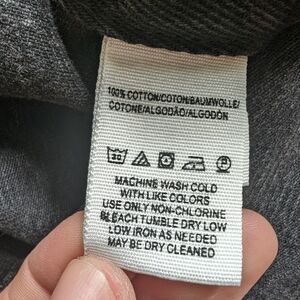 100% COTTON/COTON/BAUMWOLLE/
COTONE/ALGODÃO/ALGODÓN
30
MACHINE WASH COLD
WITH LIKE COLORS
USE ONLY NON-CHLORINE
BLEACH TUMBLE DRY LOW
LOW IRON AS NEEDED
MAY BE DRY CLEANED